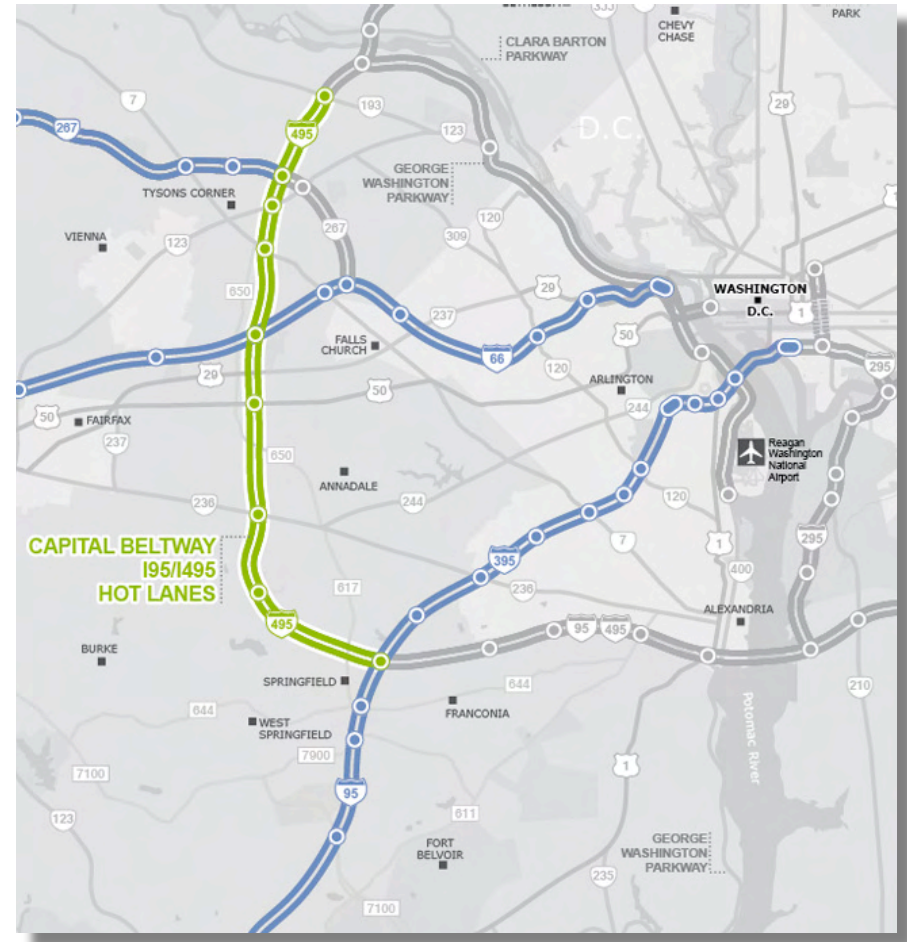 CHEVY
CHASE
PARK
CLARA BARTON
PARKWAY
7
193
29
267
495
123
D.C.
GEORGE
WASHINGTON
PARKWAY
TYSONS CORNER
120
267
309
VIENNA
123
650
29
WASHINGTON
D.C.
1
237
50
FALLS
CHURCH
66
29
120
295
ARLINGTON
50
50
244
FAIRFAX
237
650
Reagan
Washington
National
Airport
ANNADALE
236
244
120
CAPITAL BELTWAY
I95/I495
HOT LANES
7
1
295
395
400
617
236
495
ALEXANDRIA
95
495
BURKE
SPRINGFIELD
644
210
644
FRANCONIA
WEST
SPRINGFIELD
Potomac River
7900
1
7100
95
611
123
FORT
BELVOIR
GEORGE
WASHINGTON
PARKWAY
235
7100